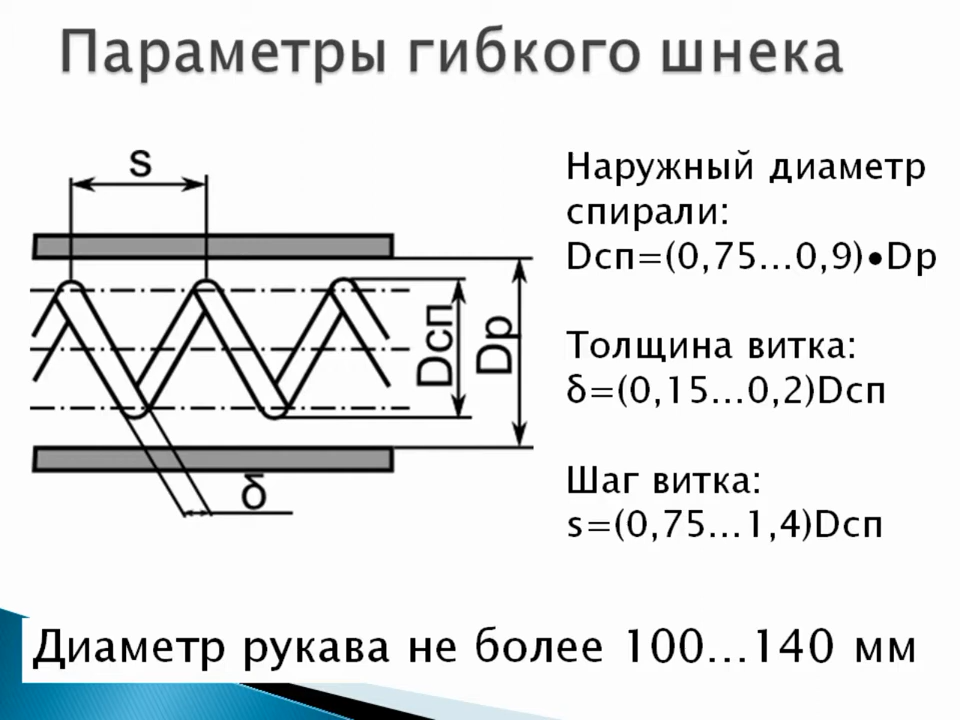 Параметры гибкого шнека
s
Dсп
Dр
δ
Наружный диаметр
спирали:
Dсп=(0,75...0,9)•Dр
Толщина витка:
δ=(0,15...0,2)Dсп
Шаг витка:
s=(0,75...1,4)Dсп
Диаметр рукава не более 100...140 мм